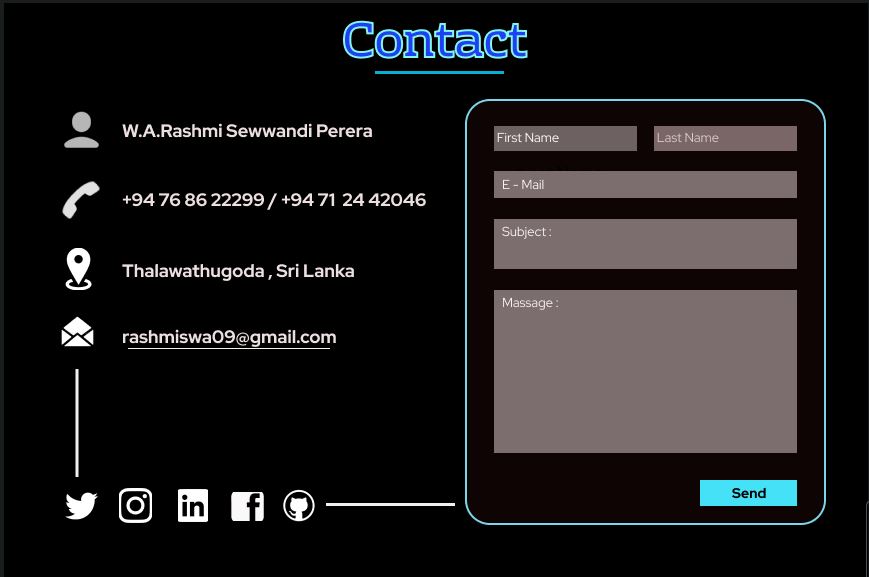 Contact
W.A.Rashmi Sewwandi Perera
+94 76 86 22299 / +94 71 24 42046
Thalawathugoda , Sri Lanka
rashmiswa09@gmail.com
First Name
Last Name
E - Mail
Subject :
Massage :
Send